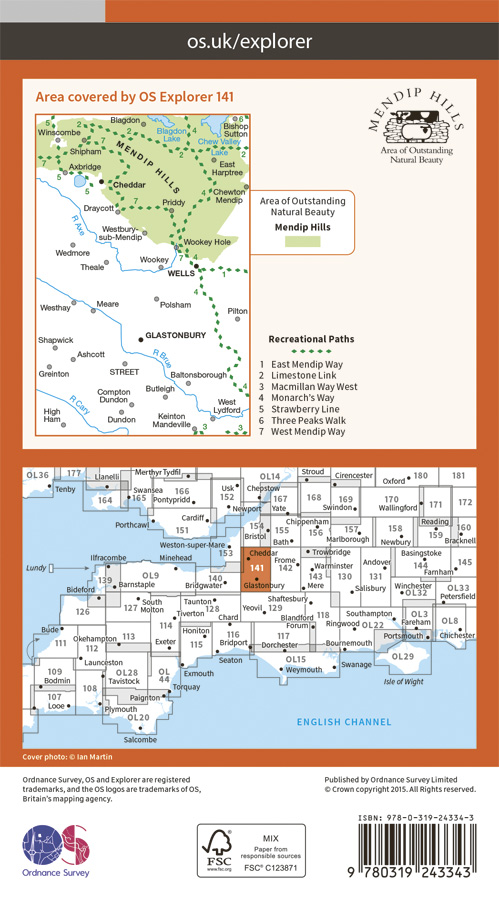 os.uk/explorer
Area covered by OS Explorer 141
MENDIP HILLS
Area of Outstanding
Natural Beauty
Blagdon
Bishop
Sutton
Winscombe
Blagdon
Lake
Chew Valley
Lake
Shipham
MENDIP HILLS
East
Harptree
Axbridge
Cheddar
Chewton
Mendip
Draycott
Priddy
R Axe
Westbury-
sub-Mendip
Wookey Hole
Wedmore
Theale
Wookey
WELLS
Westhay
Meare
Polsham
Pilton
Shapwick
GLASTONBURY
R Brue
Ashcott
Greinton
STREET
Baltonsborough
Butleigh
Compton
Dundon
R Cary
High
Ham
Dundon
Keinton
Mandeville
West
Lydford
Area of Outstanding
Natural Beauty
Mendip Hills
Recreational Paths
1 East Mendip Way
2 Limestone Link
3 Macmillan Way West
4 Monarch's Way
5 Strawberry Line
6 Three Peaks Walk
7 West Mendip Way
OL36
177
Llanelli
Merthyr Tydfil
OL14
Stroud
Cirencester
Oxford
180
181
Tenby
164
Swansea
165
166
Pontypridd
Usk
152
Chepstow
167
168
169
170
171
172
Newport
Yate
Swindon
Wallingford
Porthcawl
Cardiff
151
154
Bristol
155
Bath
Chippenham
156
157
Marlborough
158
Newbury
Reading
159
160
Bracknell
Weston-super-Mare
153
Cheddar
141
Glastonbury
Frome
142
Trowbridge
143
Warminster
130
Andover
131
Basingstoke
144
145
Farnham
Lundy
Ilfracombe
Minehead
OL9
139
Barnstaple
140
Bridgwater
Mere
Salisbury
Winchester
OL32
OL33
Petersfield
Bideford
126
127
South
Molton
Taunton
128
Tiverton
Yeovil
129
Shaftesbury
118
Blandford
Forum
Southampton
OL22
Ringwood
OL3
Fareham
Portsmouth
OL8
Chichester
Bude
111
Okehampton
112
113
114
Exeter
Honiton
115
Chard
116
Bridport
117
Dorchester
Bournemouth
OL29
Launceston
Seaton
OL15
Weymouth
Swanage
Exmouth
Isle of Wight
109
Bodmin
OL28
Tavistock
OL
44
Torquay
107
Looe
108
Plymouth
Paignton
OL20
Salcombe
ENGLISH CHANNEL
Cover photo: © Ian Martin
Ordnance Survey, OS and Explorer are registered
trademarks, and the OS logos are trademarks of OS,
Britain's mapping agency.
Published by Ordnance Survey Limited
© Crown copyright 2015. All Rights reserved.
OS
Ordnance Survey
FSC
www.fsc.org
MIX
Paper from
responsible sources
FSC® C123871
ISBN: 978-0-319-24334-3
9 780319 243343